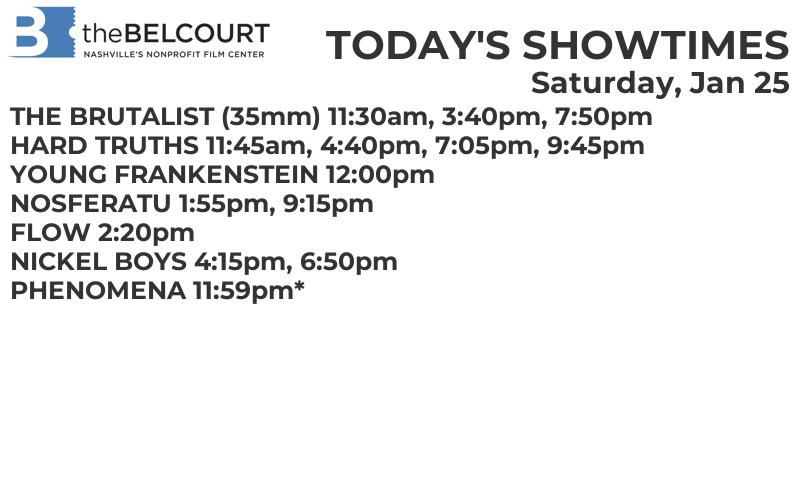 B theBELCOURT
NASHVILLE'S NONPROFIT FILM CENTER
TODAY'S SHOWTIMES
Saturday, Jan 25
THE BRUTALIST (35mm) 11:30am, 3:40pm, 7:50pm
HARD TRUTHS 11:45am, 4:40pm, 7:05pm, 9:45pm
YOUNG FRANKENSTEIN 12:00pm
NOSFERATU 1:55pm, 9:15pm
FLOW 2:20pm
NICKEL BOYS 4:15pm, 6:50pm
PHENOMENA 11:59pm*